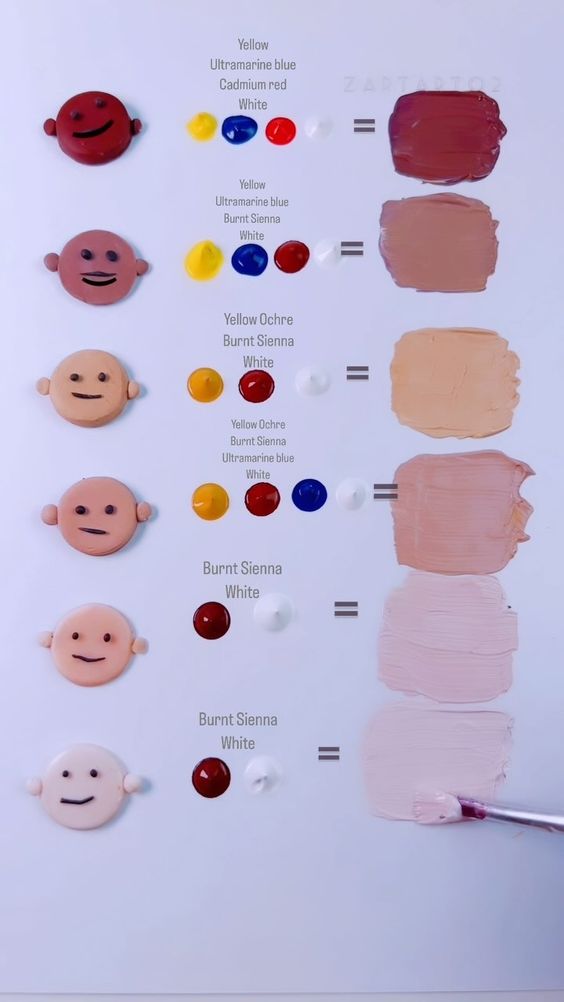 Yellow
Ultramarine blue
Cadmium red
White
ZARTART02
=
Yellow
Ultramarine blue
Burnt Sienna
White
=
Yellow Ochre
Burnt Sienna
White
=
Yellow Ochre
Burnt Sienna
Ultramarine blue
White
=
Burnt Sienna
White
=
Burnt Sienna
White
=